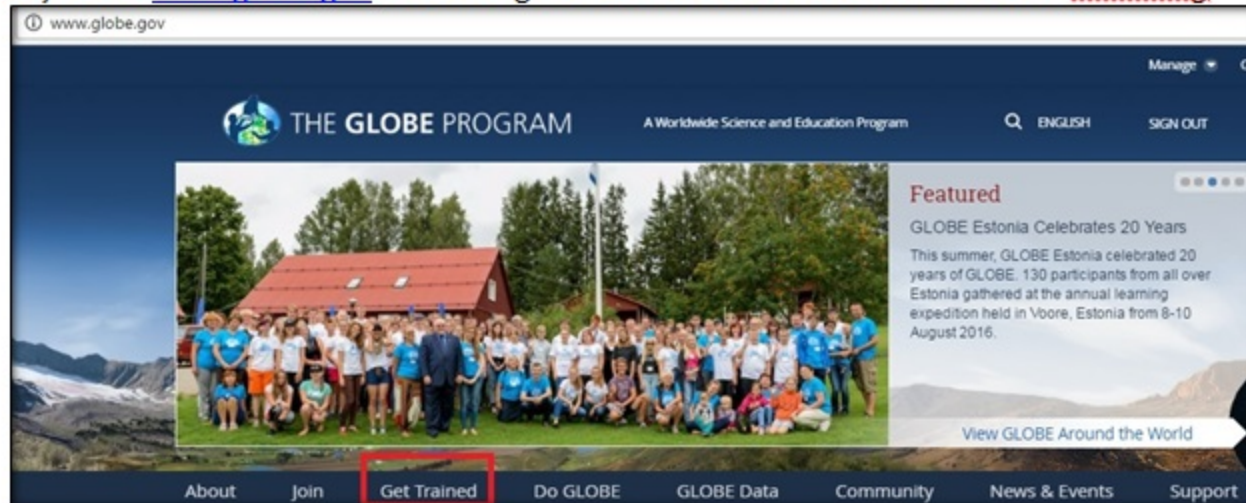 www.globe.gov
Manage
THE GLOBE PROGRAM
A Worldwide Science and Education Program
ENGLISH
SIGN OUT
Featured
GLOBE Estonia Celebrates 20 Years
This summer, GLOBE Estonia celebrated 20
years of GLOBE. 130 participants from all over
Estonia gathered at the annual learning
expedition held in Voore, Estonia from 8-10
August 2016.
View GLOBE Around the World
About Join Get Trained Do GLOBE GLOBE Data Community News & Events Support